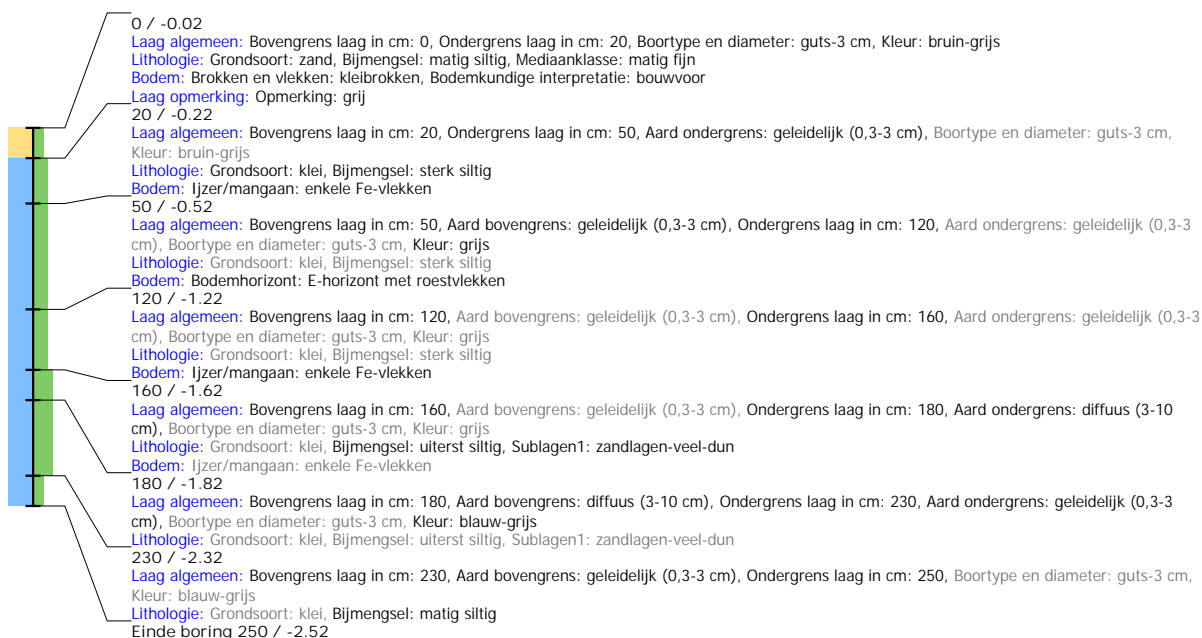 0 / -0.02
Laag algemeen: Bovengrens laag in cm: 0, Ondergrens laag in cm: 20, Boortype en diameter: guts-3 cm, Kleur: bruin-grijs
Lithologie: Grondsoort: zand, Bijmengsel: matig siltig, Mediaanklasse: matig fijn
Bodem: Brokken en vlekken: kleibrokken, Bodemkundige interpretatie: bouwvoor
Laag opmerking: Opmerking: grij
20 / -0.22
Laag algemeen: Bovengrens laag in cm: 20, Ondergrens laag in cm: 50, Aard ondergrens: geleidelijk (0,3-3 cm), Boortype en diameter: guts-3 cm,
Kleur: bruin-grijs
Lithologie: Grondsoort: klei, Bijmengsel: sterk siltig
Bodem: Ijzer/mangaan: enkele Fe-vlekken
50 / -0.52
Laag algemeen: Bovengrens laag in cm: 50, Aard bovengrens: geleidelijk (0,3-3 cm), Ondergrens laag in cm: 120, Aard ondergrens: geleidelijk (0,3-3
cm), Boortype en diameter: guts-3 cm, Kleur: grijs
Lithologie: Grondsoort: klei, Bijmengsel: sterk siltig
Bodem: Bodemhorizont: E-horizont met roestvlekken
120 / -1.22
Laag algemeen: Bovengrens laag in cm: 120, Aard bovengrens: geleidelijk (0,3-3 cm), Ondergrens laag in cm: 160, Aard ondergrens: geleidelijk (0,3-3
cm), Boortype en diameter: guts-3 cm, Kleur: grijs
Lithologie: Grondsoort: klei, Bijmengsel: sterk siltig
Bodem: Ijzer/mangaan: enkele Fe-vlekken
160 / -1.62
Laag algemeen: Bovengrens laag in cm: 160, Aard bovengrens: geleidelijk (0,3-3 cm), Ondergrens laag in cm: 180, Aard ondergrens: diffuus (3-10
cm), Boortype en diameter: guts-3 cm, Kleur: grijs
Lithologie: Grondsoort: klei, Bijmengsel: uiterst siltig, Sublagen1: zandlagen-veel-dun
Bodem: Ijzer/mangaan: enkele Fe-vlekken
180 / -1.82
Laag algemeen: Bovengrens laag in cm: 180, Aard bovengrens: diffuus (3-10 cm), Ondergrens laag in cm: 230, Aard ondergrens: geleidelijk (0,3-3
cm), Boortype en diameter: guts-3 cm, Kleur: blauw-grijs
Lithologie: Grondsoort: klei, Bijmengsel: uiterst siltig, Sublagen1: zandlagen-veel-dun
230 / -2.32
Laag algemeen: Bovengrens laag in cm: 230, Aard bovengrens: geleidelijk (0,3-3 cm), Ondergrens laag in cm: 250, Boortype en diameter: guts-3 cm,
Kleur: blauw-grijs
Lithologie: Grondsoort: klei, Bijmengsel: matig siltig
Einde boring 250 / -2.52